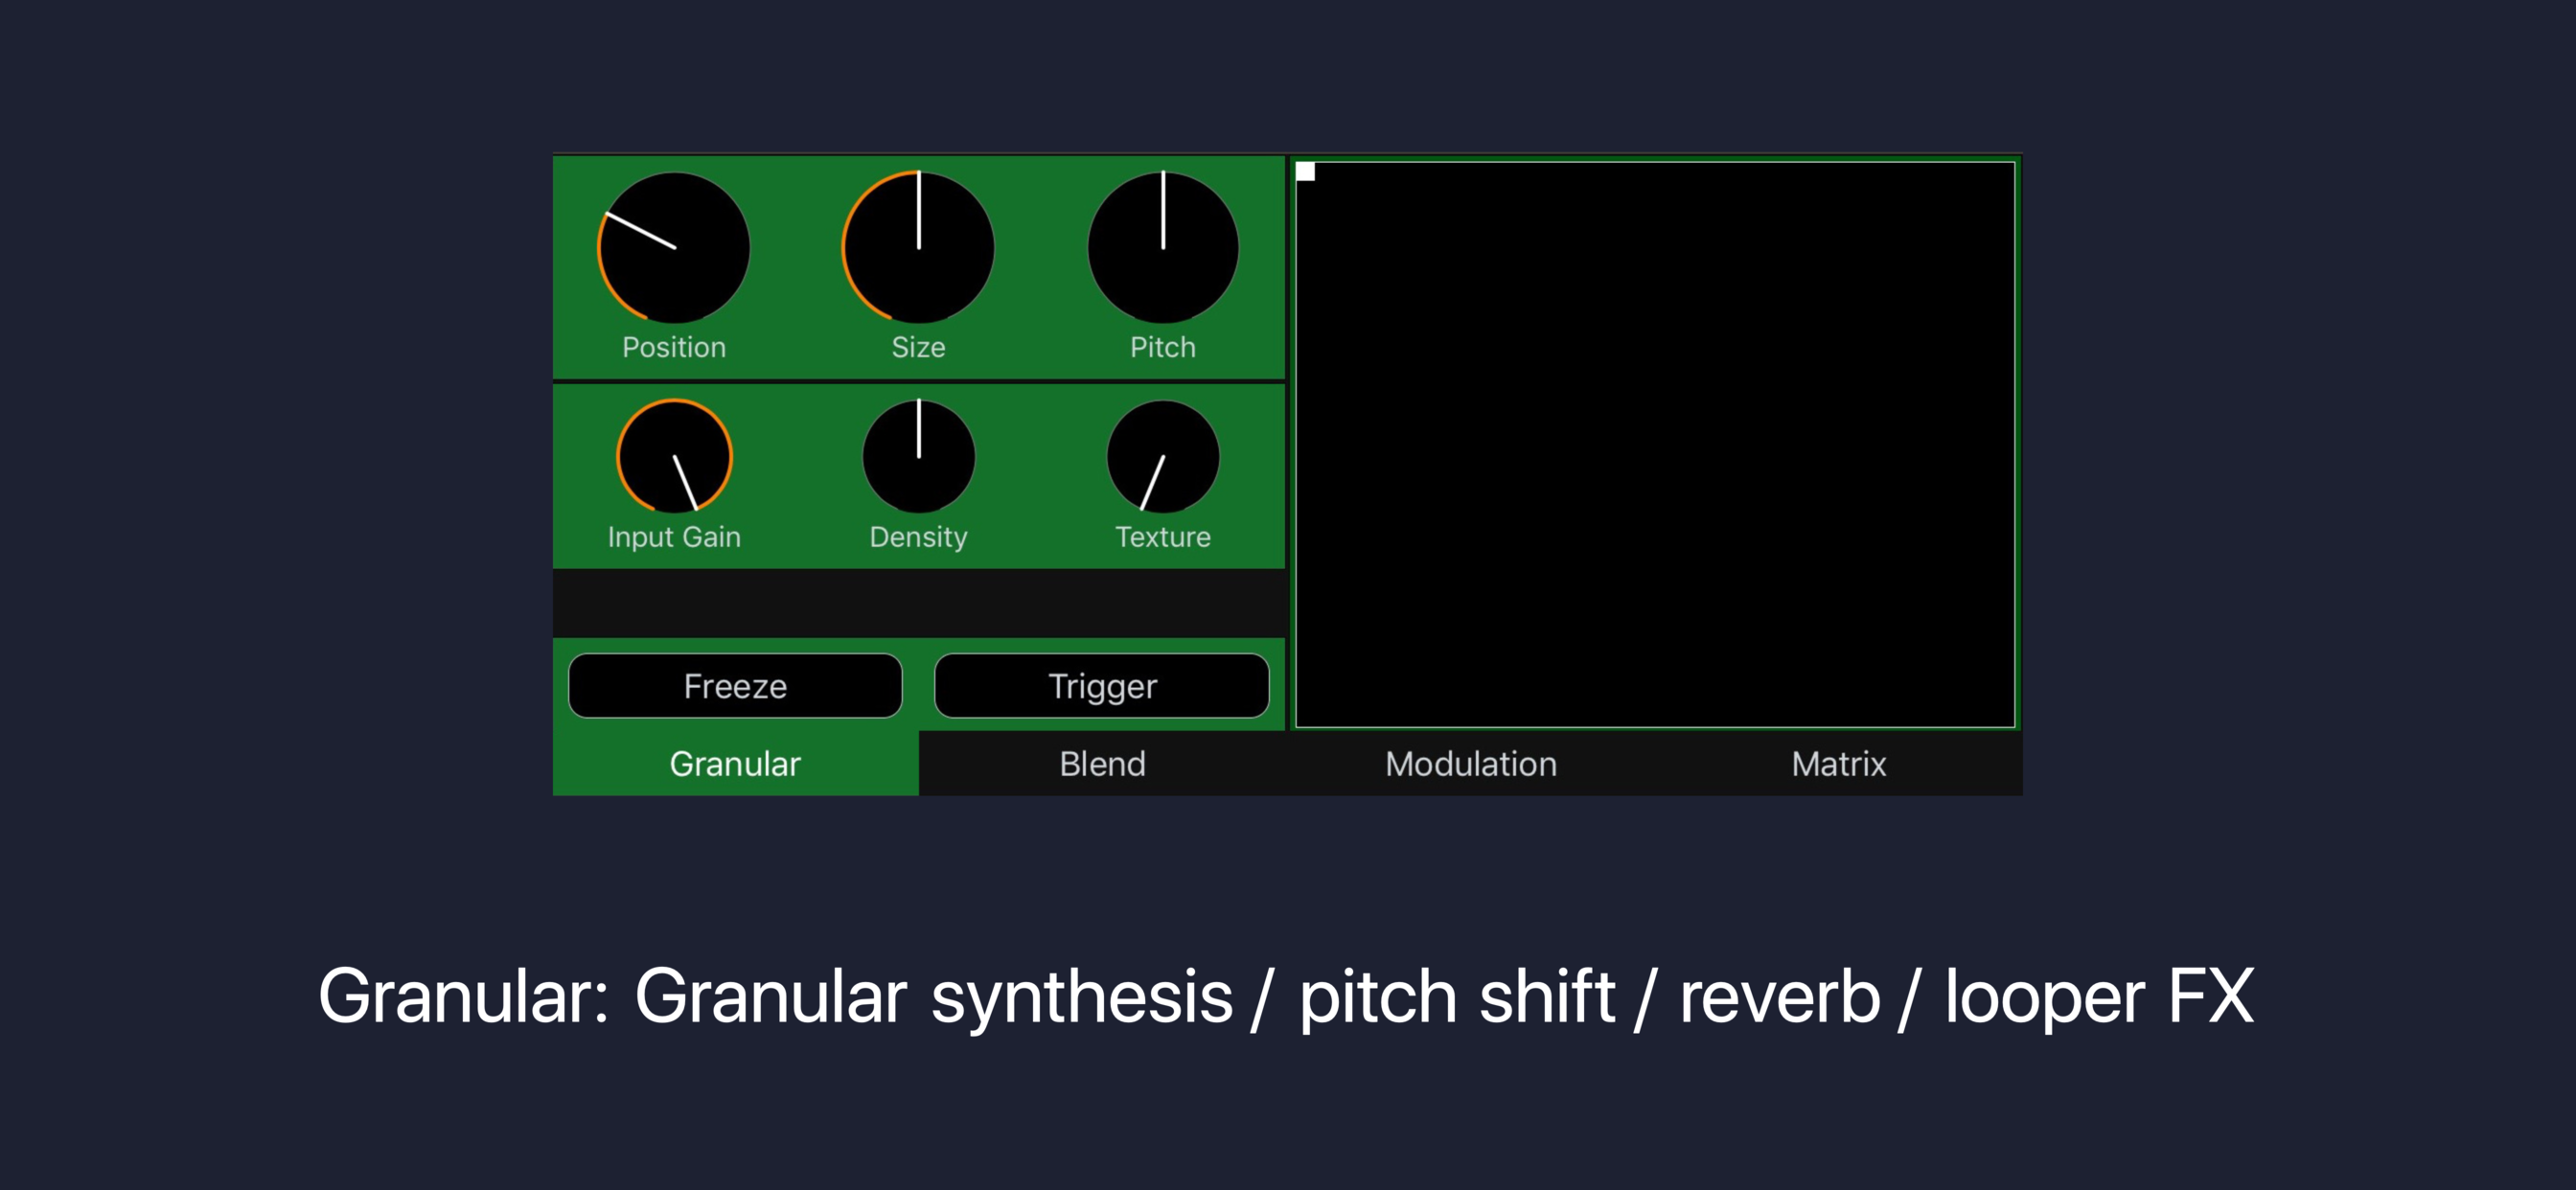 Position Size Pitch
Input Gain Density Texture
Freeze Trigger
Granular Blend Modulation Matrix
Granular: Granular synthesis / pitch shift / reverb / looper FX